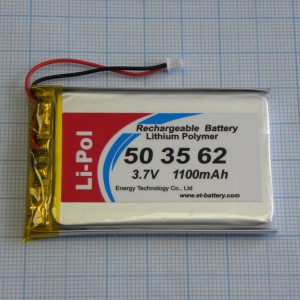 Li-Pol
Rechargeable Battery
Lithium Polymer
50 35 62
3.7V 1100mAh
Energy Technology Co., Ltd
www.el-battery.com